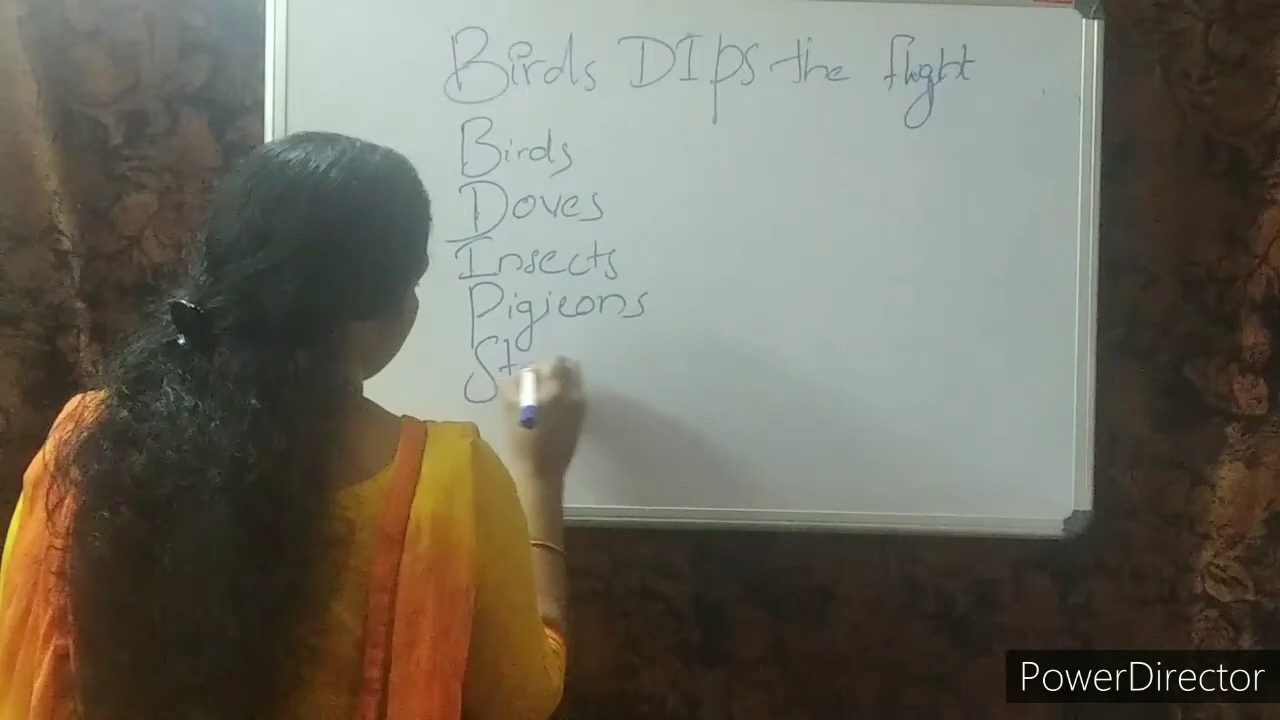 Birds DIPS the flight
Birds
Doves
Insects
Pigieons
St
PowerDirector